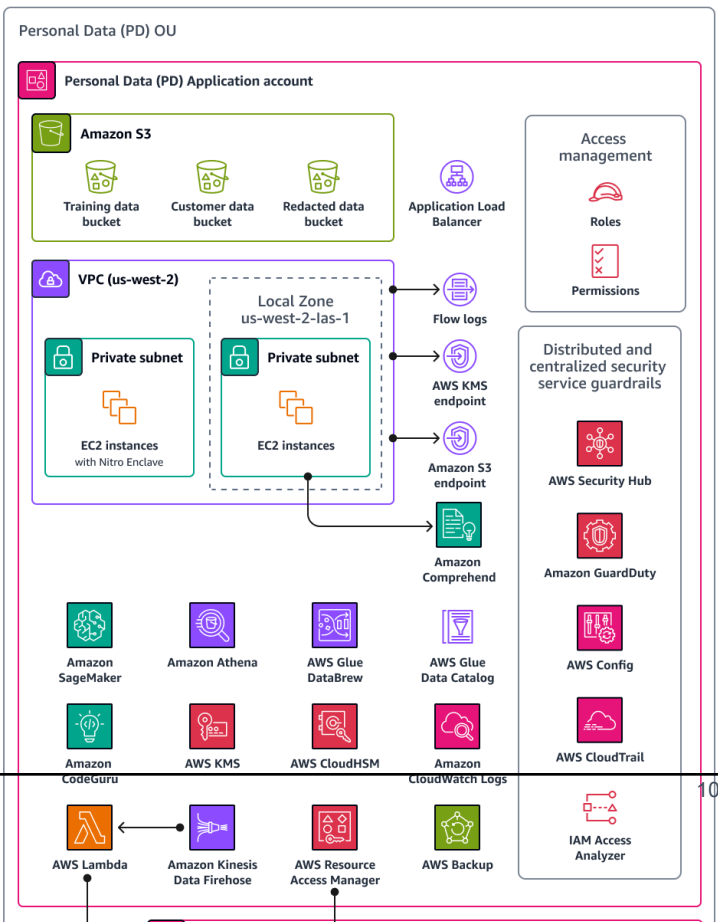 Personal Data (PD) OU
Personal Data (PD) Application account
Amazon S3
Training data
bucket
Customer data
bucket
Redacted data
bucket
Application Load
Balancer
Access
management
Roles
Permissions
VPC (us-west-2)
Local Zone
us-west-2-las-1
Private subnet
EC2 instances
with Nitro Enclave
Private subnet
EC2 instances
Flow logs
AWS KMS
endpoint
Amazon S3
endpoint
Amazon
Comprehend
Distributed and
centralized security
service guardrails
AWS Security Hub
Amazon GuardDuty
AWS Config
AWS CloudTrail
IAM Access
Analyzer
Amazon
SageMaker
Amazon Athena
AWS Glue
DataBrew
AWS Glue
Data Catalog
Amazon
CodeGuru
AWS KMS
AWS CloudHSM
Amazon
CloudWatch Logs
10
AWS Lambda
Amazon Kinesis
Data Firehose
AWS Resource
Access Manager
AWS Backup